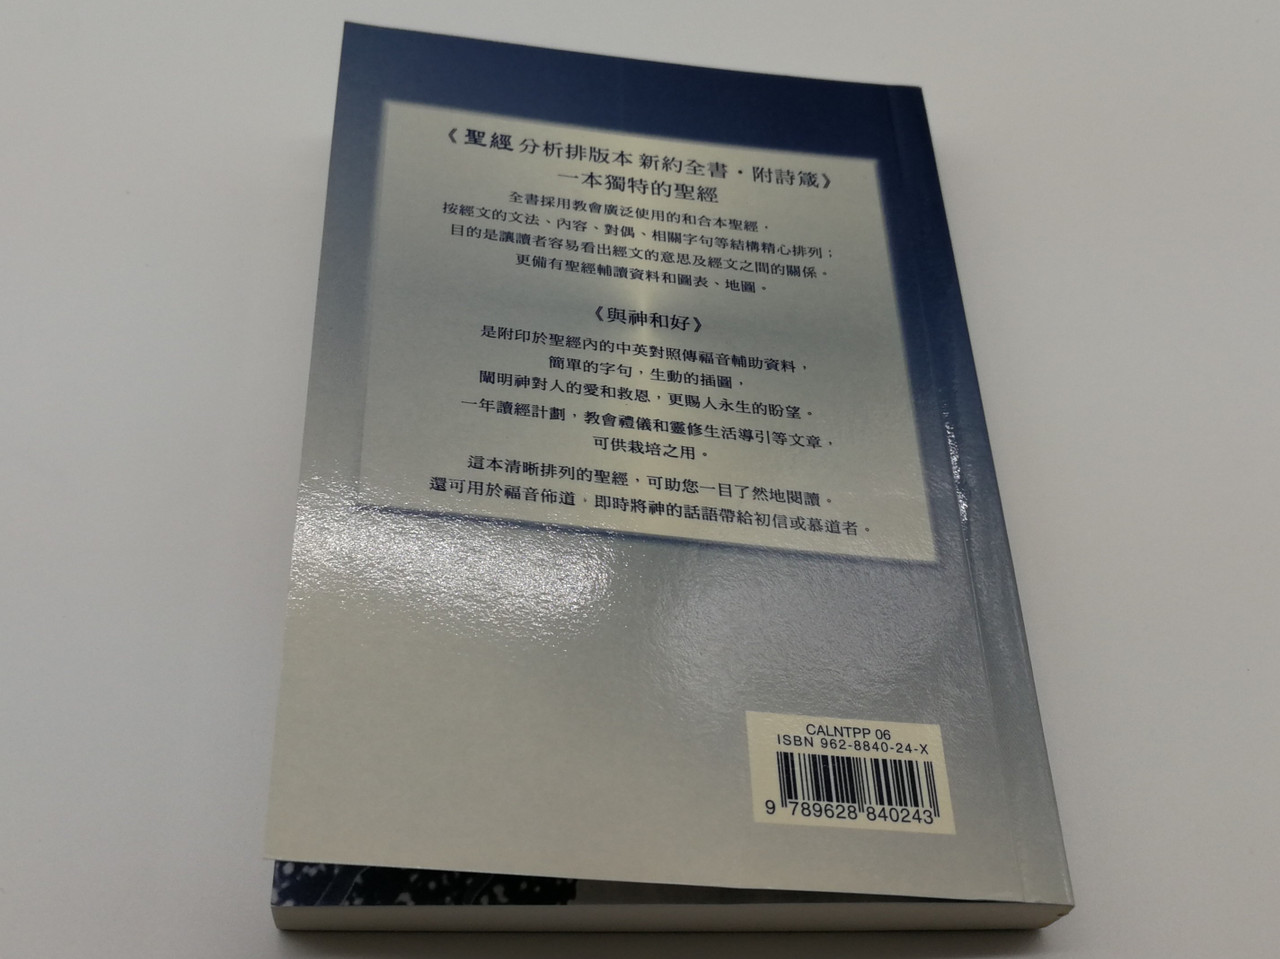 《聖經 分析排版本 新約全書·附詩箴》
一本獨特的聖經
全書採用教會廣泛使用的和合本聖經，
按經文的文法、內容、對偶、相關字句等結構精心排列；
目的是讓讀者容易看出經文的意思及經文之間的關係。
更備有聖經輔讀資料和圖表、地圖。
《與神和好》
是附印於聖經內的中英對照傳福音輔助資料，
簡單的字句，生動的插圖，
闡明神對人的愛和救恩，更賜人永生的盼望。
一年讀經計劃，教會禮儀和靈修生活導引等文章，
可供栽培之用。
這本清晰排列的聖經，可助您一目了然地閱讀。
還可用於福音佈道，即時將神的話語帶給初信或慕道者。
CALNTPP 06
ISBN 962-8840-24-X
9 789628 840243